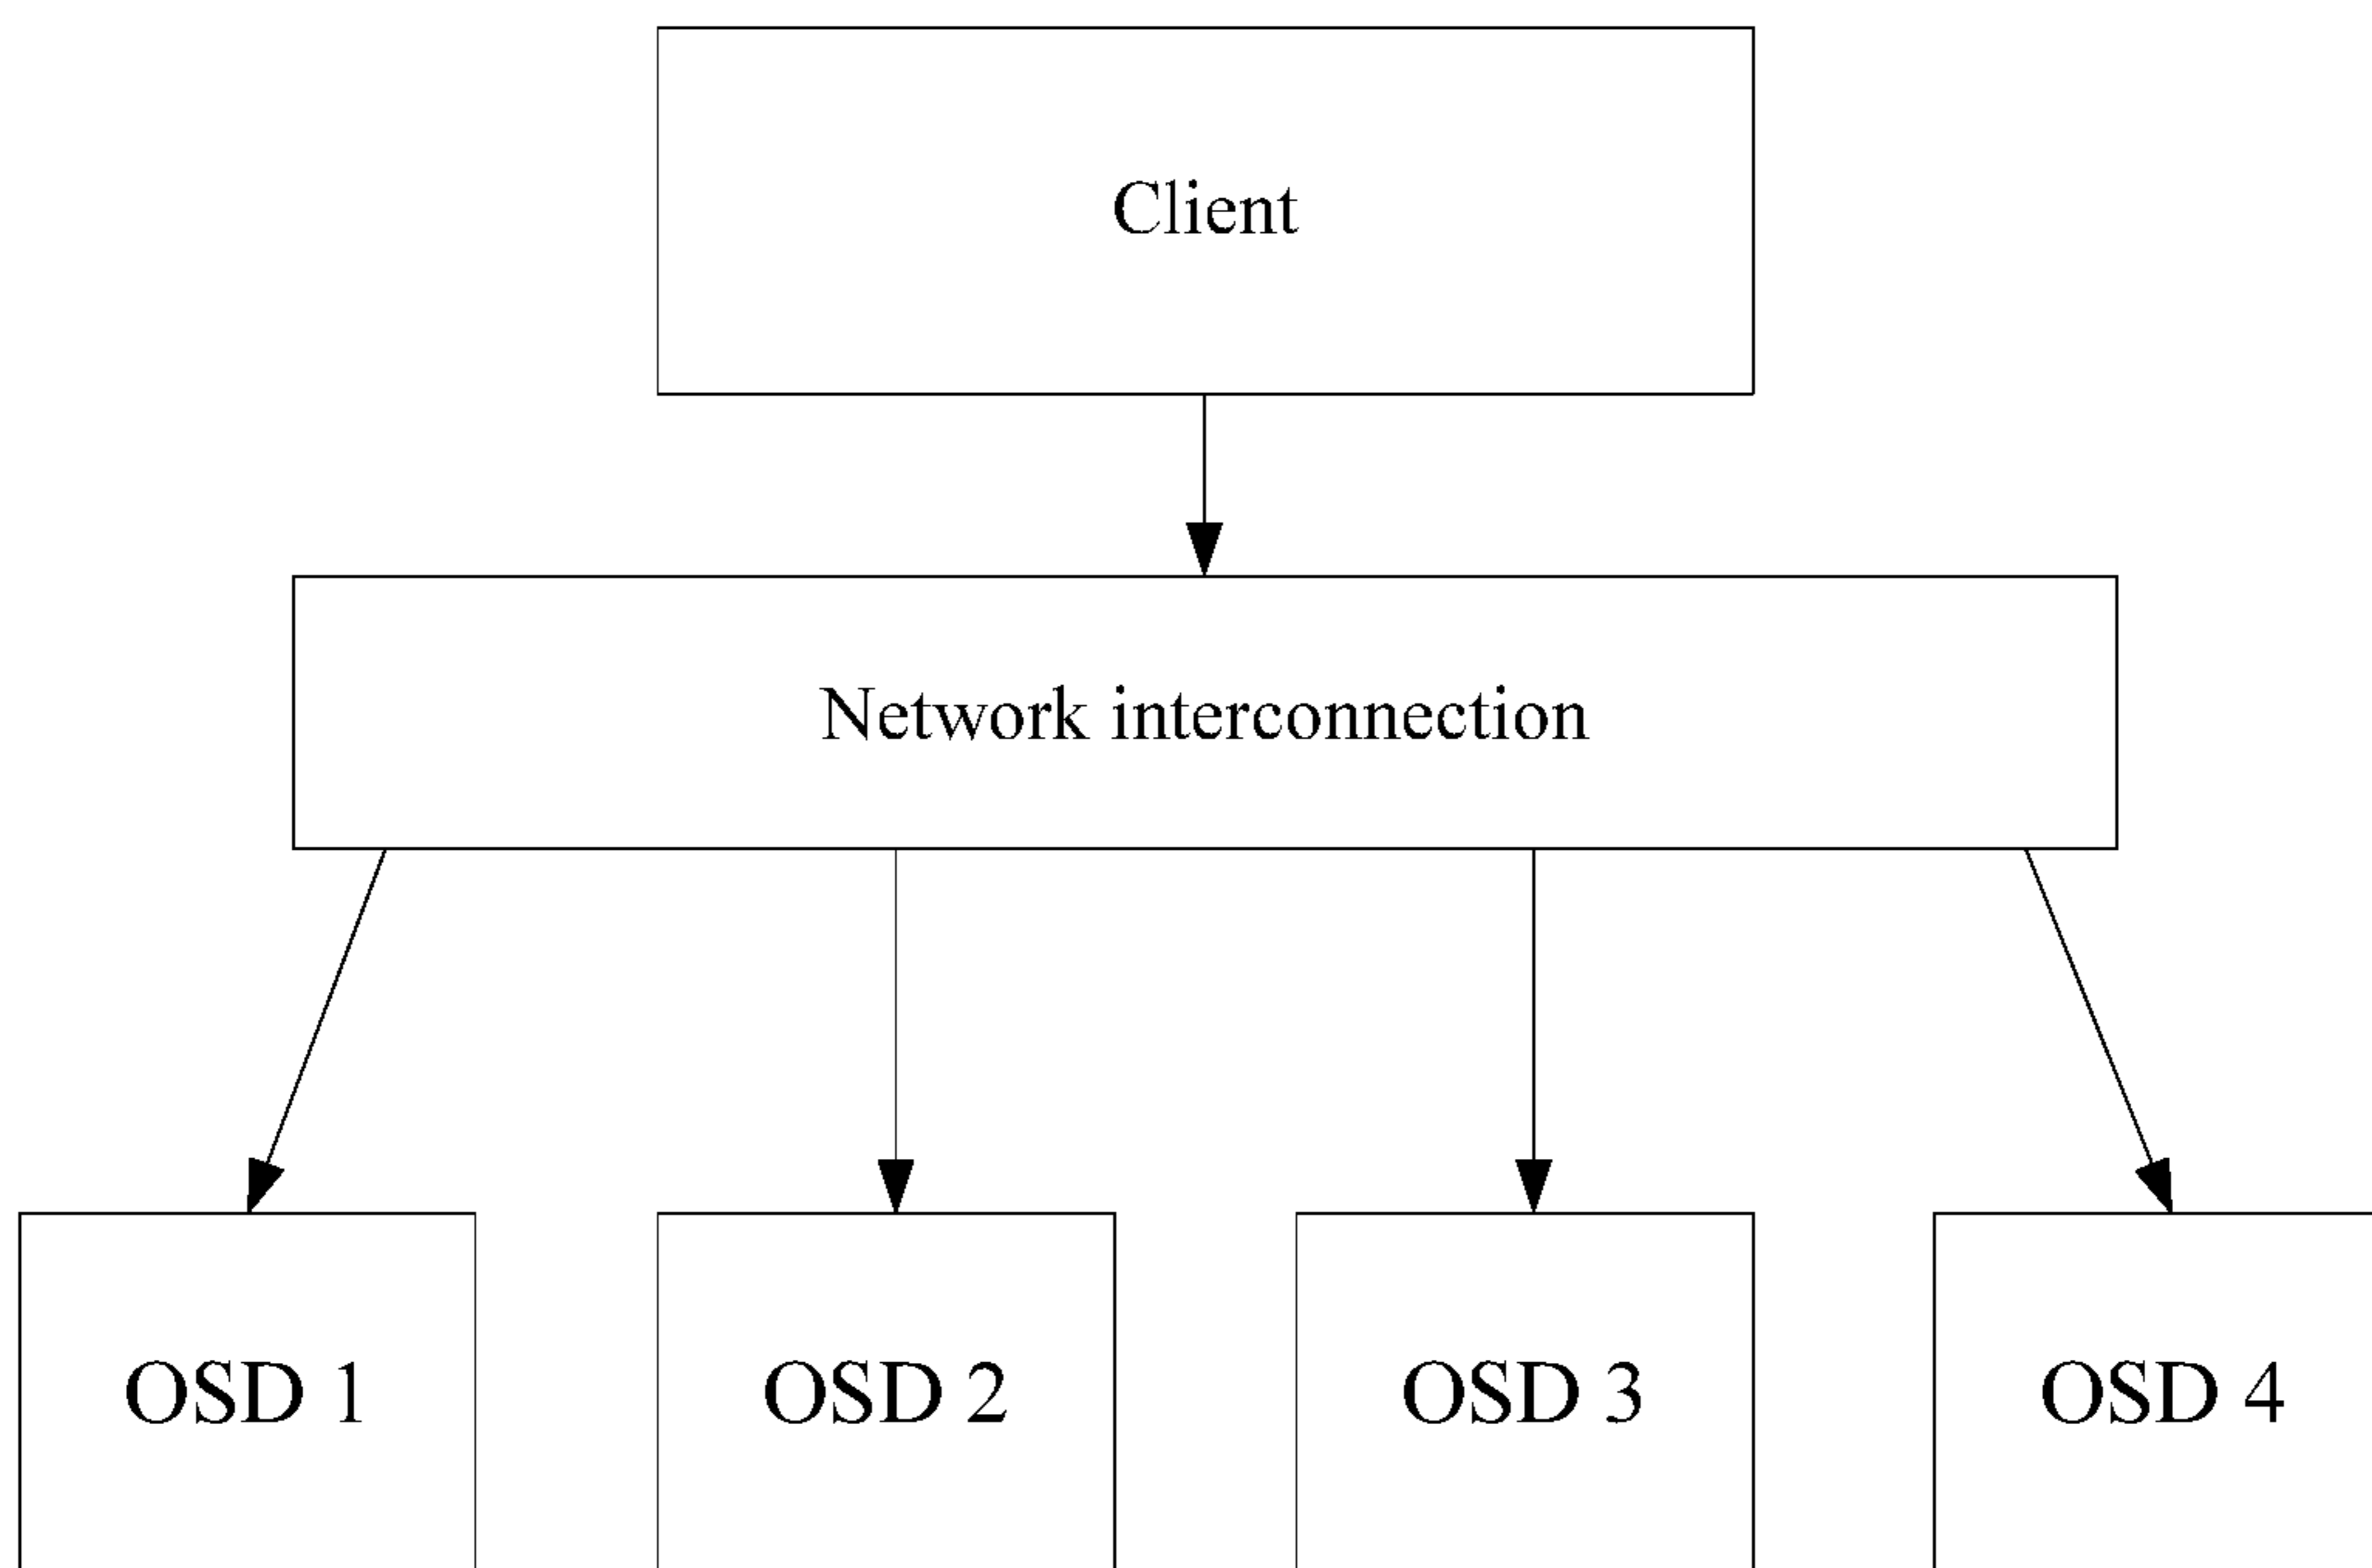 Client
Network interconnection
OSD 1
OSD 2
OSD 3
OSD 4